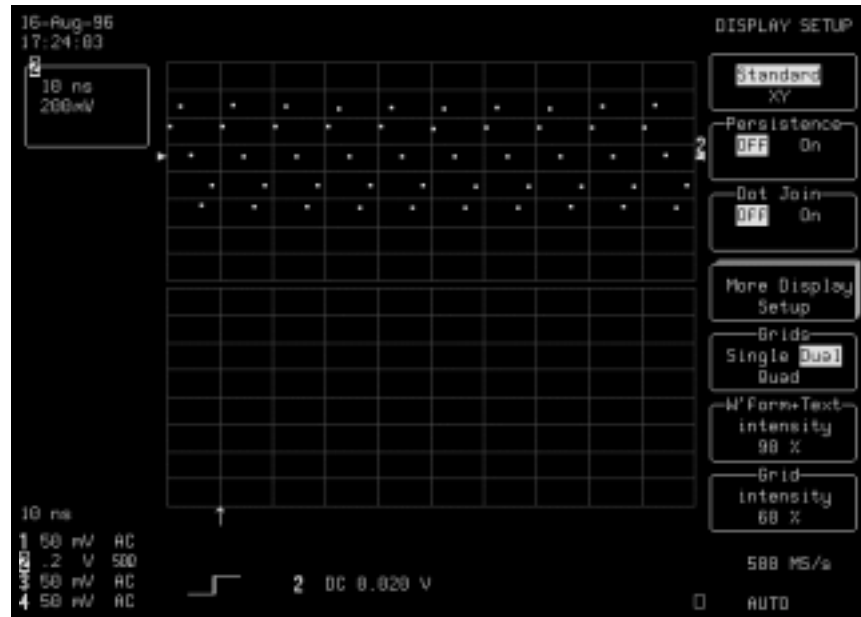 16-Aug-96
17:24:03
2
10 ns
200mV
2
10 ns
1 50 mV AC
2 .2 V 50Ω
3 50 mV AC
4 50 mV AC
2 DC 0.020 V
DISPLAY SETUP
Standard
XY
Persistence
OFF On
Dot Join
OFF On
More Display
Setup
Grids
Single Dual
Quad
W'form+Text
intensity
90 %
Grid
intensity
60 %
500 MS/s
AUTO